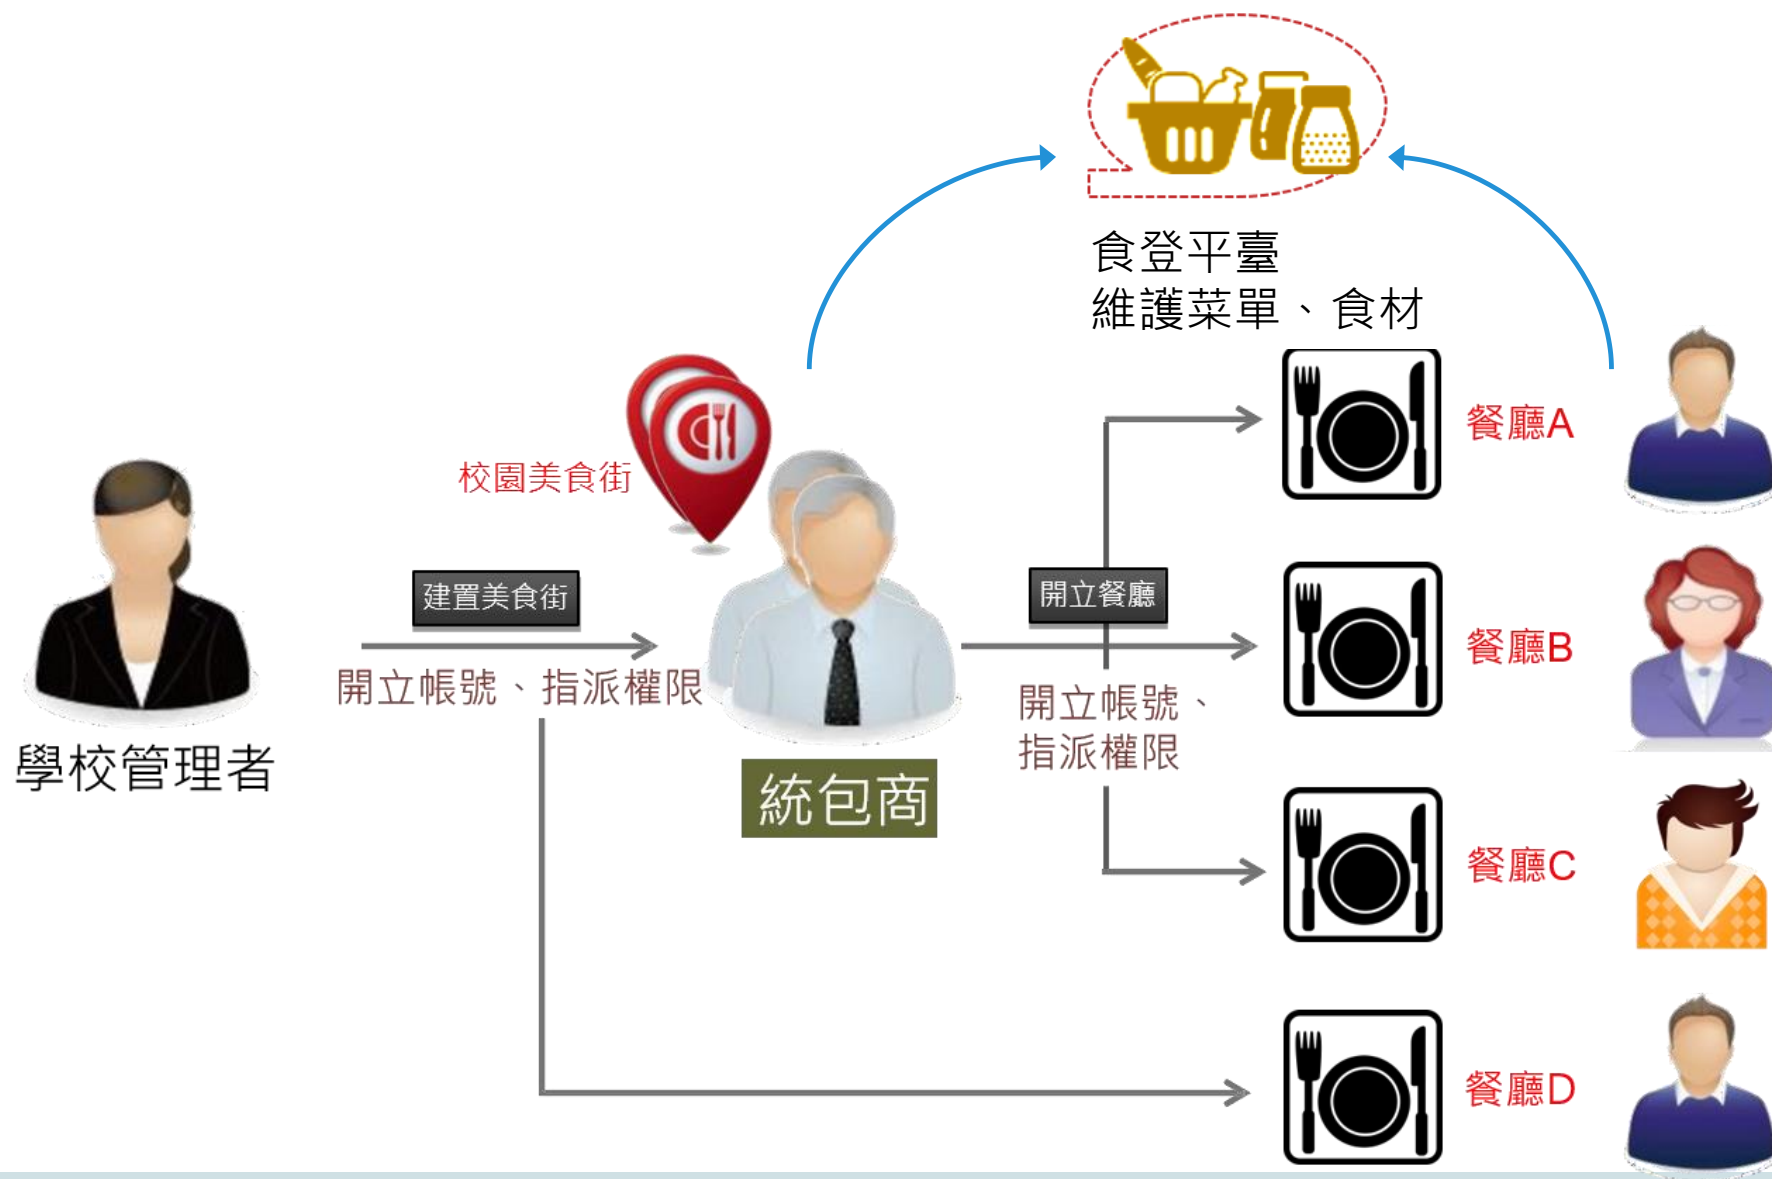 食登平臺
維護菜單、食材
餐廳A
校園美食街
建置美食街
開立餐廳
餐廳B
開立帳號、指派權限
開立帳號、
指派權限
學校管理者
統包商
餐廳C
餐廳D